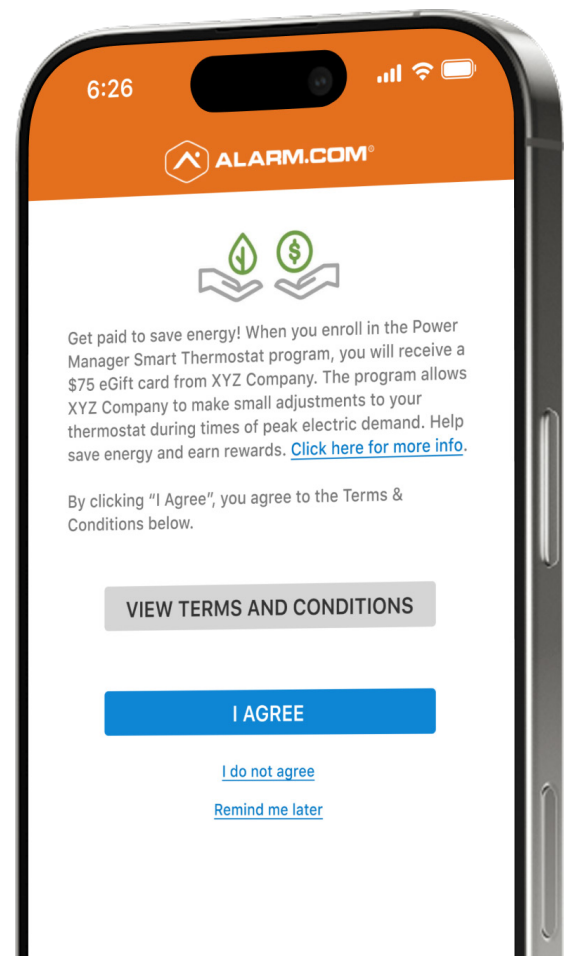 6:26
ALARM.COM®
Get paid to save energy! When you enroll in the Power
Manager Smart Thermostat program, you will receive a
$75 eGift card from XYZ Company. The program allows
XYZ Company to make small adjustments to your
thermostat during times of peak electric demand. Help
save energy and earn rewards. Click here for more info.
By clicking “I Agree”, you agree to the Terms &
Conditions below.
VIEW TERMS AND CONDITIONS
I AGREE
I do not agree
Remind me later